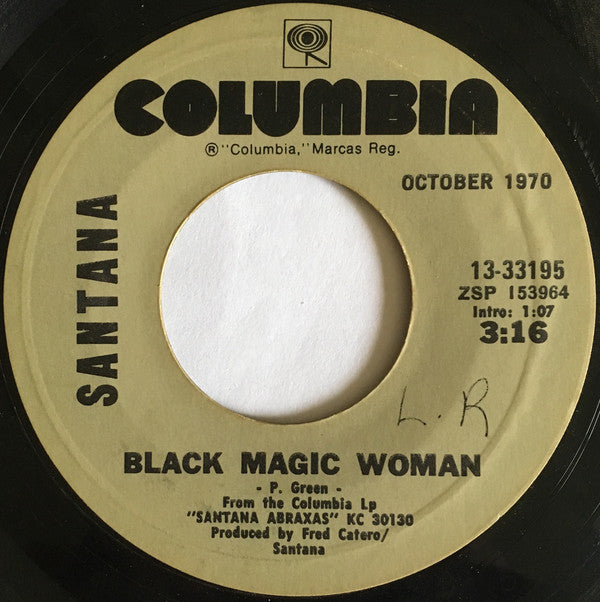 COLUMBIA
® "Columbia," Marcas Reg.
OCTOBER 1970
SANTANA
13-33195
ZSP 153964
Intro: 1:07
3:16
L.R
BLACK MAGIC WOMAN
- P. Green -
From the Columbia Lp
"SANTANA ABRAXAS" KC 30130
Produced by Fred Catero/
Santana